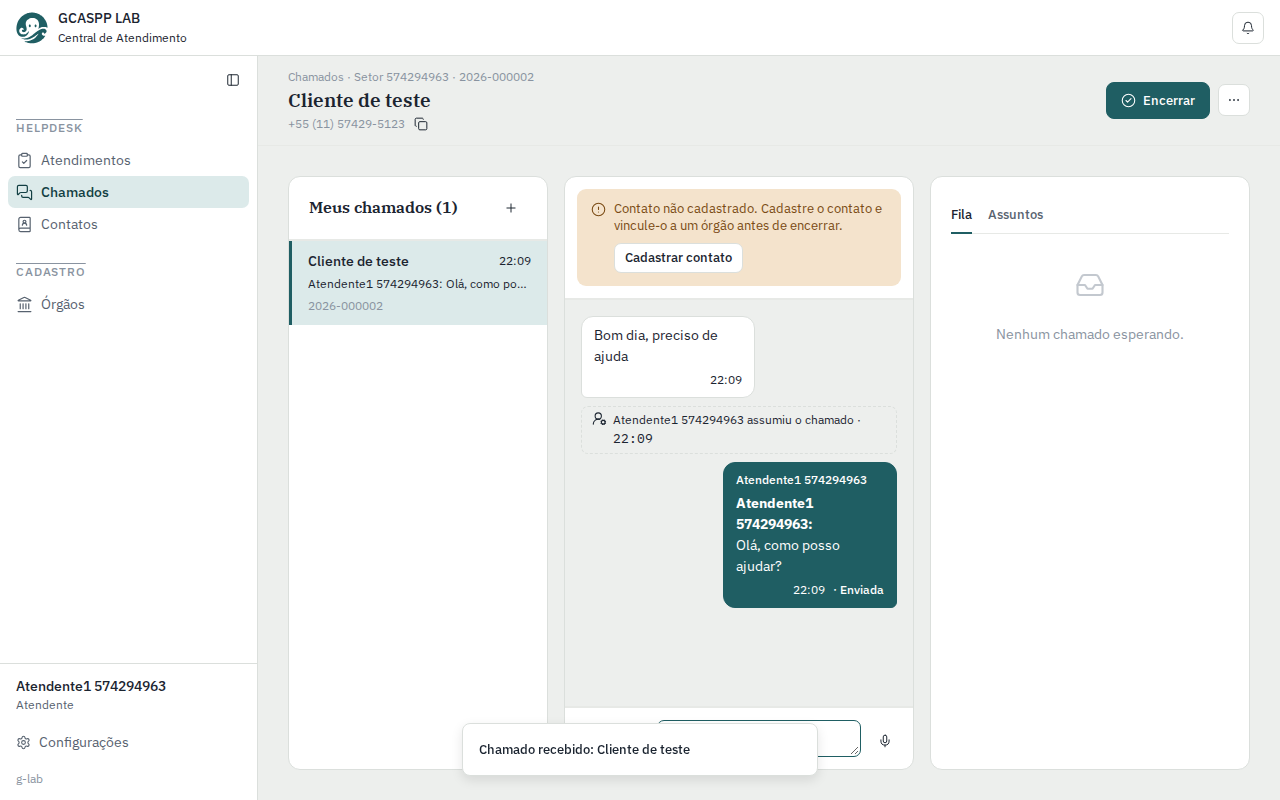 GCASPP LAB
Central de Atendimento
HELPDESK
Atendimentos
Chamados
Contatos
CADASTRO
Órgãos
Atendente1 574294963
Atendente
Configurações
g-lab
Chamados · Setor 574294963 · 2026-000002
Cliente de teste
+55 (11) 57429-5123
Encerrar
Meus chamados (1)
Cliente de teste 22:09
Atendente1 574294963: Olá, como po...
2026-000002
Contato não cadastrado. Cadastre o contato e
vincule-o a um órgão antes de encerrar.
Cadastrar contato
Bom dia, preciso de
ajuda
22:09
Atendente1 574294963 assumiu o chamado ·
22:09
Atendente1 574294963
Atendente1
574294963:
Olá, como posso
ajudar?
22:09 · Enviada
Fila Assuntos
Nenhum chamado esperando.
Chamado recebido: Cliente de teste